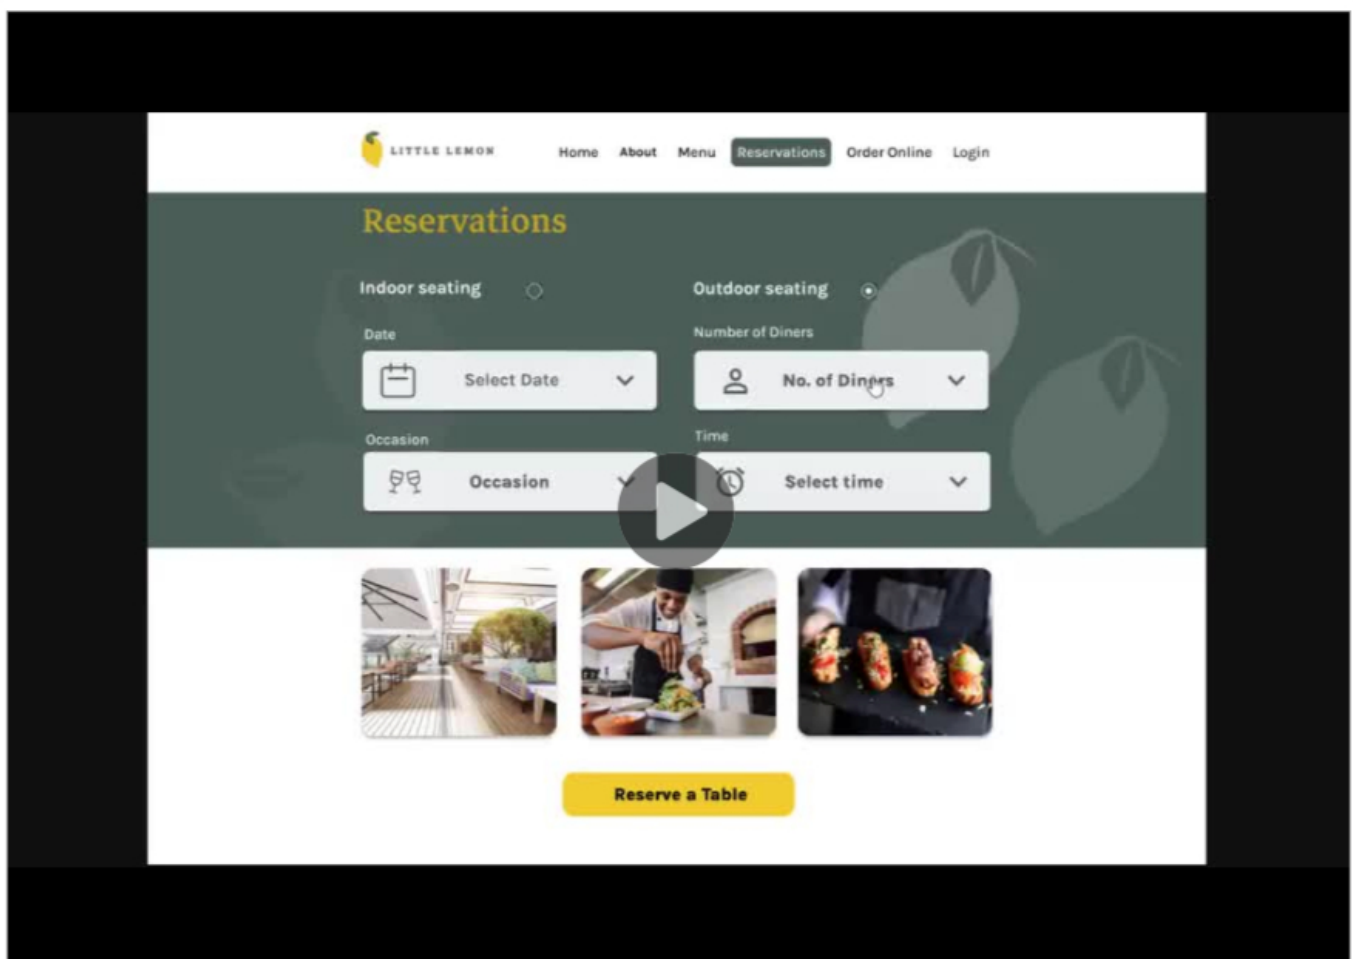 LITTLE LEMON Home About Menu Reservations Order Online Login
Reservations
Indoor seating Outdoor seating
Date Number of Diners
Select Date No. of Diners
Occasion Time
Occasion Select time
Reserve a Table